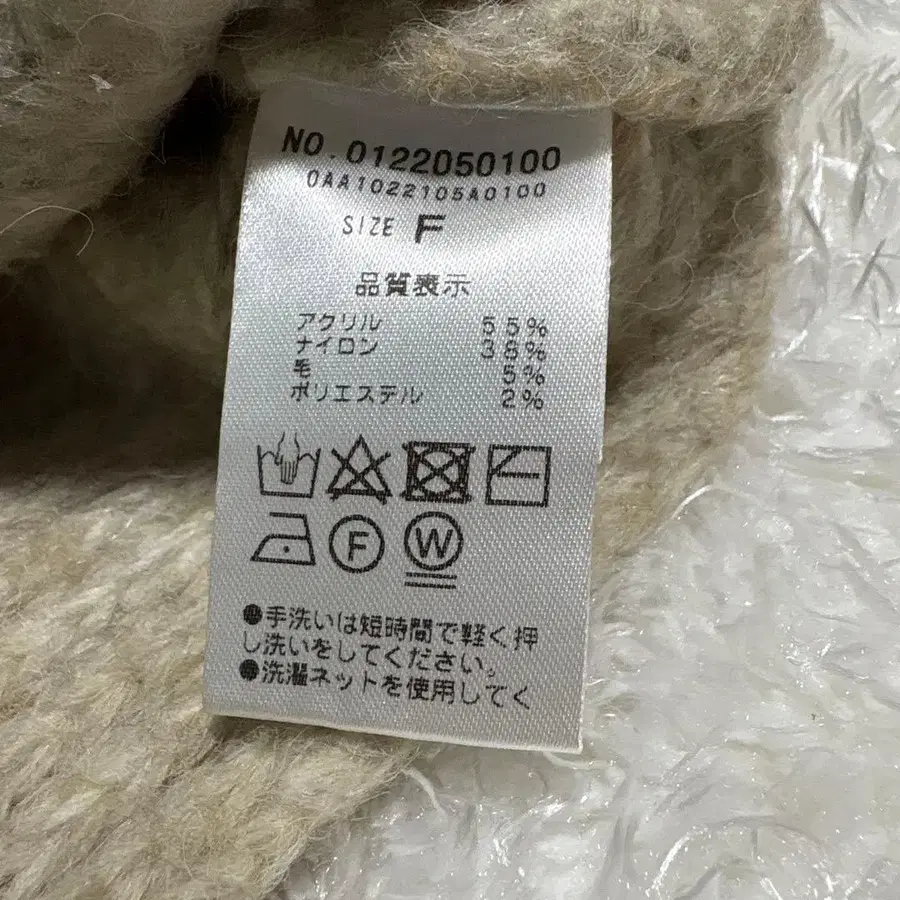 NO.0122050100
0AA1022105A0100
SIZE F
品質表示
アクリル 55%
ナイロン 38%
毛 5%
ポリエステル 2%
F W
●手洗いは短時間で軽く押
し洗いをしてください。
●洗濯ネットを使用してく